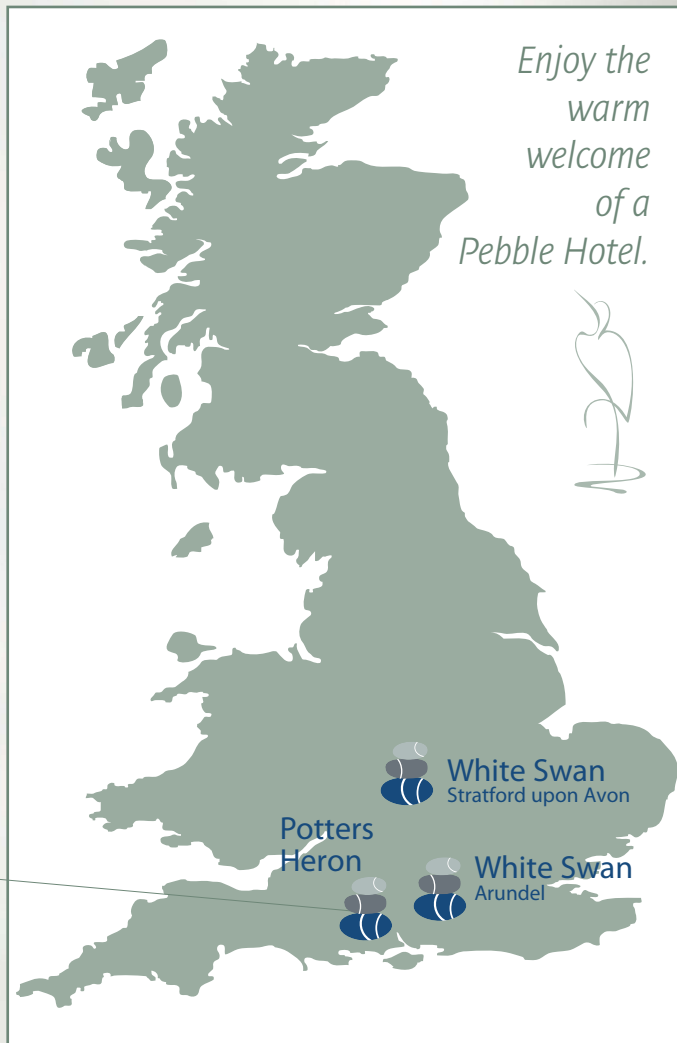 Enjoy the
warm
welcome
of a
Pebble Hotel.
White Swan
Stratford upon Avon
Potters
Heron
White Swan
Arundel